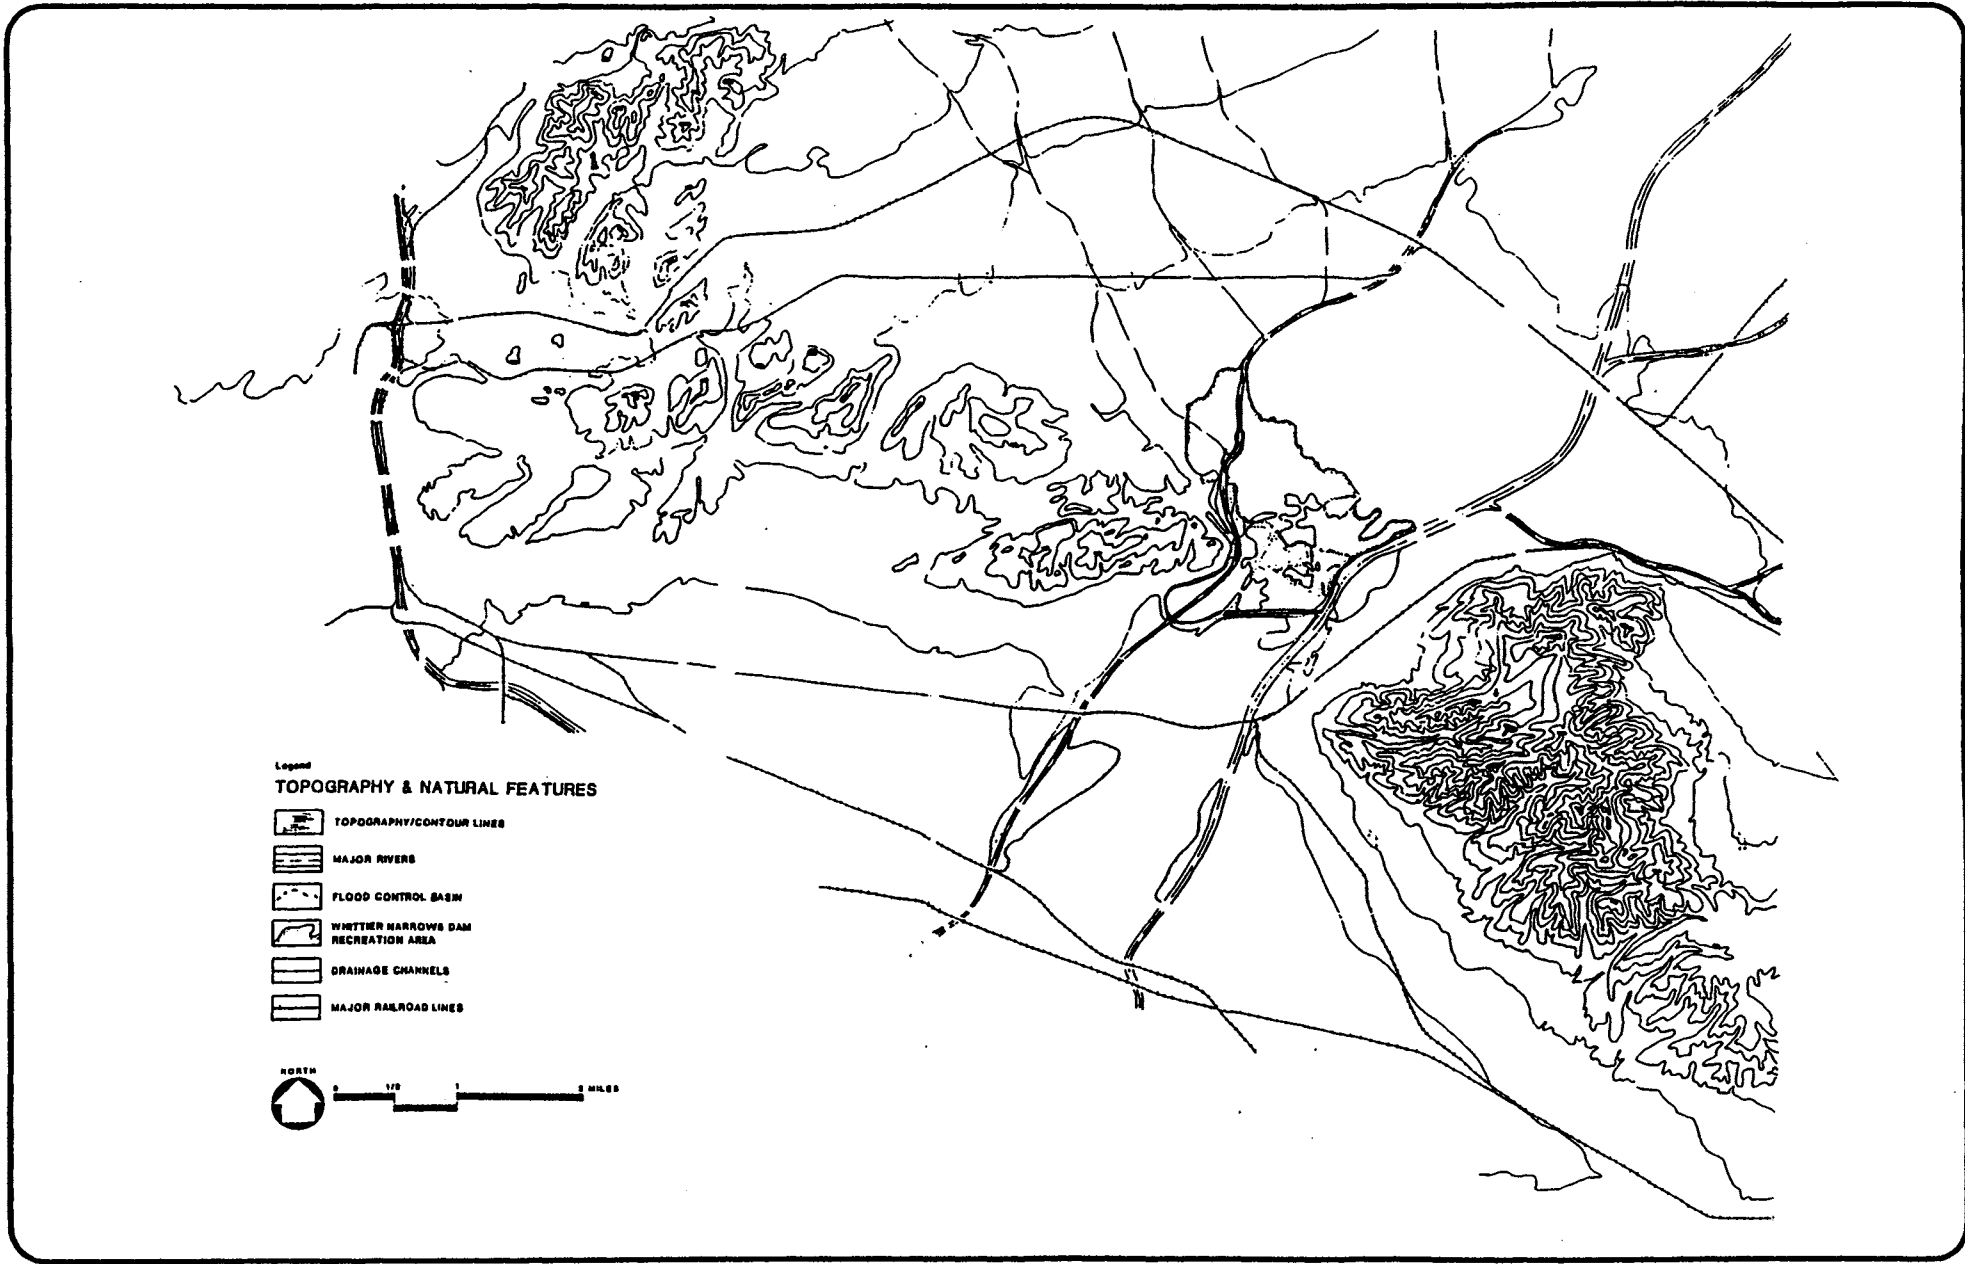 Legend
TOPOGRAPHY & NATURAL FEATURES
TOPOGRAPHY/CONTOUR LINES
MAJOR RIVERS
FLOOD CONTROL BASIN
WHITTIER NARROWS DAM
RECREATION AREA
DRAINAGE CHANNELS
MAJOR RAILROAD LINES
NORTH
0 1/2 1 2 MILES